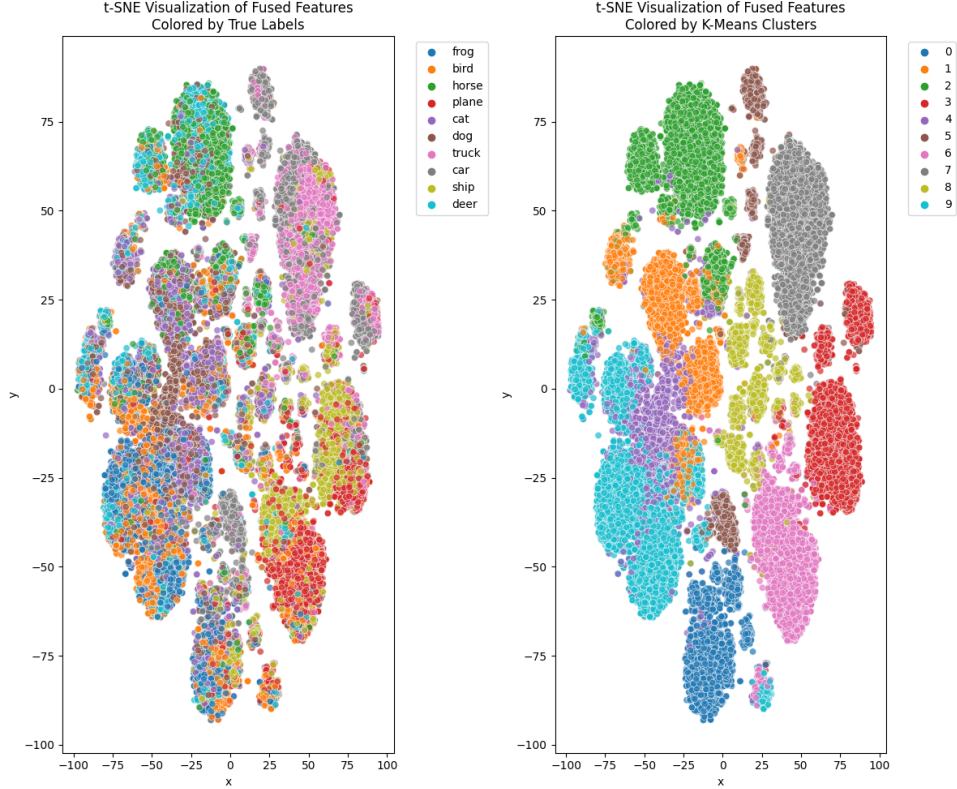 t-SNE Visualization of Fused Features
Colored by True Labels
75
50
25
0
−25
−50
−75
−100
y
−100 −75 −50 −25 0 25 50 75 100
x
frog
bird
horse
plane
cat
dog
truck
car
ship
deer
t-SNE Visualization of Fused Features
Colored by K-Means Clusters
75
50
25
0
−25
−50
−75
−100
y
−100 −75 −50 −25 0 25 50 75 100
x
0
1
2
3
4
5
6
7
8
9